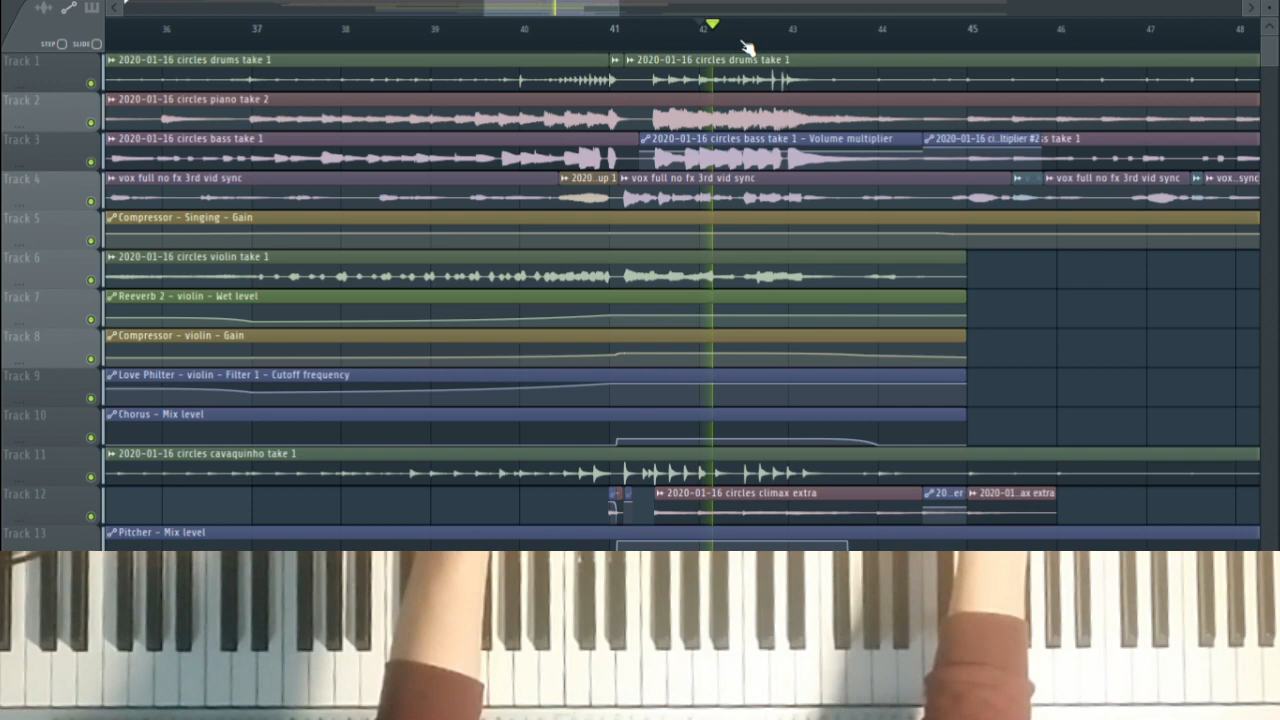 36 37 38 39 40 41 42 43 44 45 46 47 48
STEP SLIDE
Track 1
2020-01-16 circles drums take 1
2020-01-16 circles drums take 1
Track 2
2020-01-16 circles piano take 2
Track 3
2020-01-16 circles bass take 1
2020-01-16 circles bass take 1 - Volume multiplier
2020-01-16 ci..ltiplier #2
s take 1
Track 4
vox full no fx 3rd vid sync
2020..up 1
vox full no fx 3rd vid sync
vox full no fx 3rd vid sync
vox..sync
Track 5
Compressor - Singing - Gain
Track 6
2020-01-16 circles violin take 1
Track 7
Reeverb 2 - violin - Wet level
Track 8
Compressor - violin - Gain
Track 9
Love Philter - violin - Filter 1 - Cutoff frequency
Track 10
Chorus - Mix level
Track 11
2020-01-16 circles cavaquinho take 1
Track 12
2020-01-16 circles climax extra
20..er
2020-01..ax extra
Track 13
Pitcher - Mix level